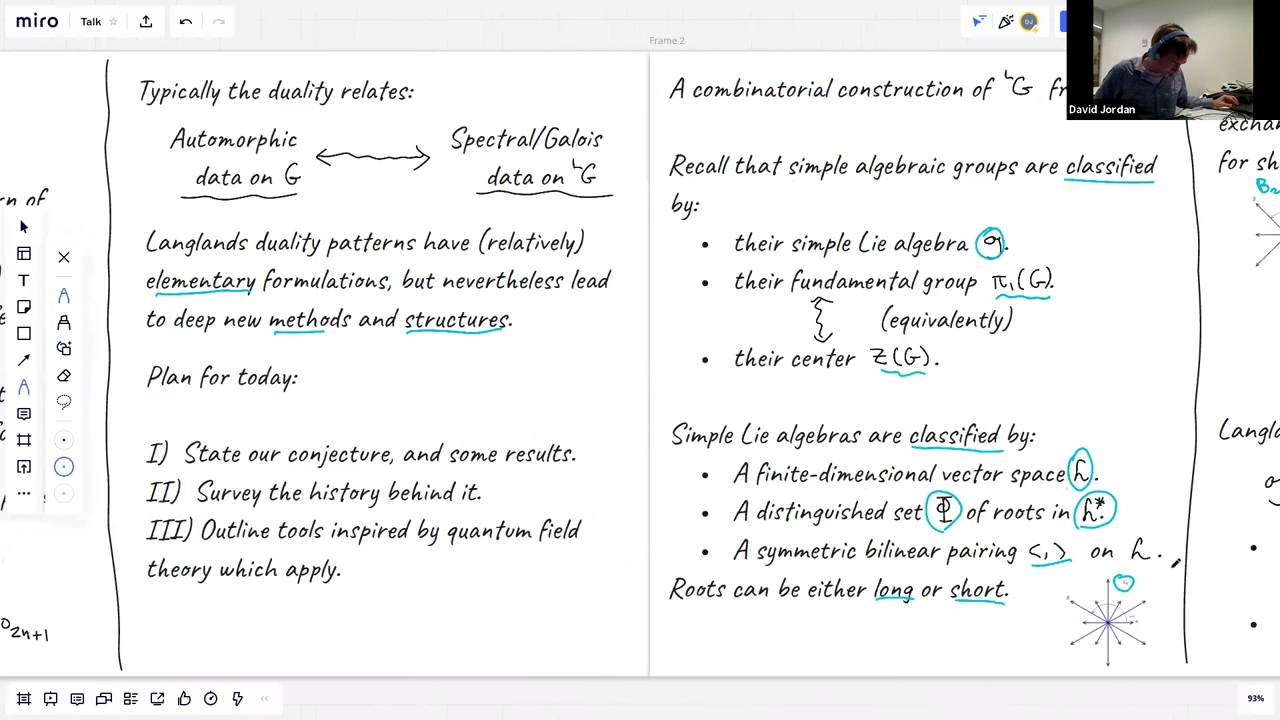 miro
Talk
Frame 2
David Jordan
Typically the duality relates:
Automorphic
data on G
Spectral/Galois
data on ᴸG
Langlands duality patterns have (relatively)
elementary formulations, but nevertheless lead
to deep new methods and structures.
Plan for today:
I) State our conjecture, and some results.
II) Survey the history behind it.
III) Outline tools inspired by quantum field
theory which apply.
A combinatorial construction of ᴸG
Recall that simple algebraic groups are classified
by:
• their simple Lie algebra 𝔤.
• their fundamental group π₁(G).
(equivalently)
• their center Z(G).
Simple Lie algebras are classified by:
• A finite-dimensional vector space h.
• A distinguished set Φ of roots in h*.
• A symmetric bilinear pairing <,> on h.
Roots can be either long or short.
for sh
2n+1
93%